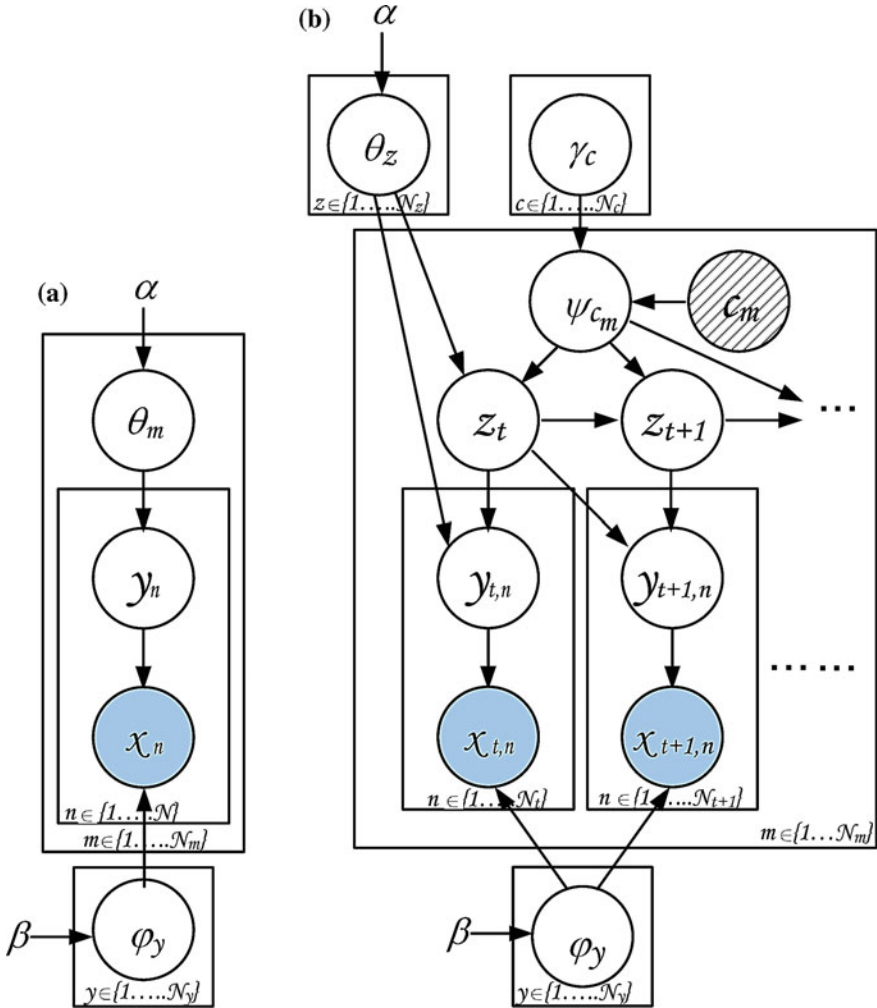 (a)
α
θm
yn
xn
n∈{1.....N}
m∈{1.....Nm}
β
φy
y∈{1.....Ny}
(b)
α
θz
z∈{1.....Nz}
γc
c∈{1.....Nc}
ψcm
cm
zt
zt+1
...
yt,n
yt+1,n
... ...
xt,n
xt+1,n
n∈{1.....Nt}
n∈{1.....Nt+1}
m∈{1...Nm}
β
φy
y∈{1.....Ny}